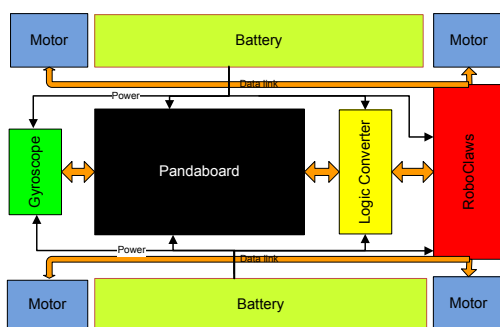 Motor
Battery
Motor
Data link
Power
Gyroscope
Pandaboard
Logic Converter
RoboClaws
Power
Data link
Motor
Battery
Motor